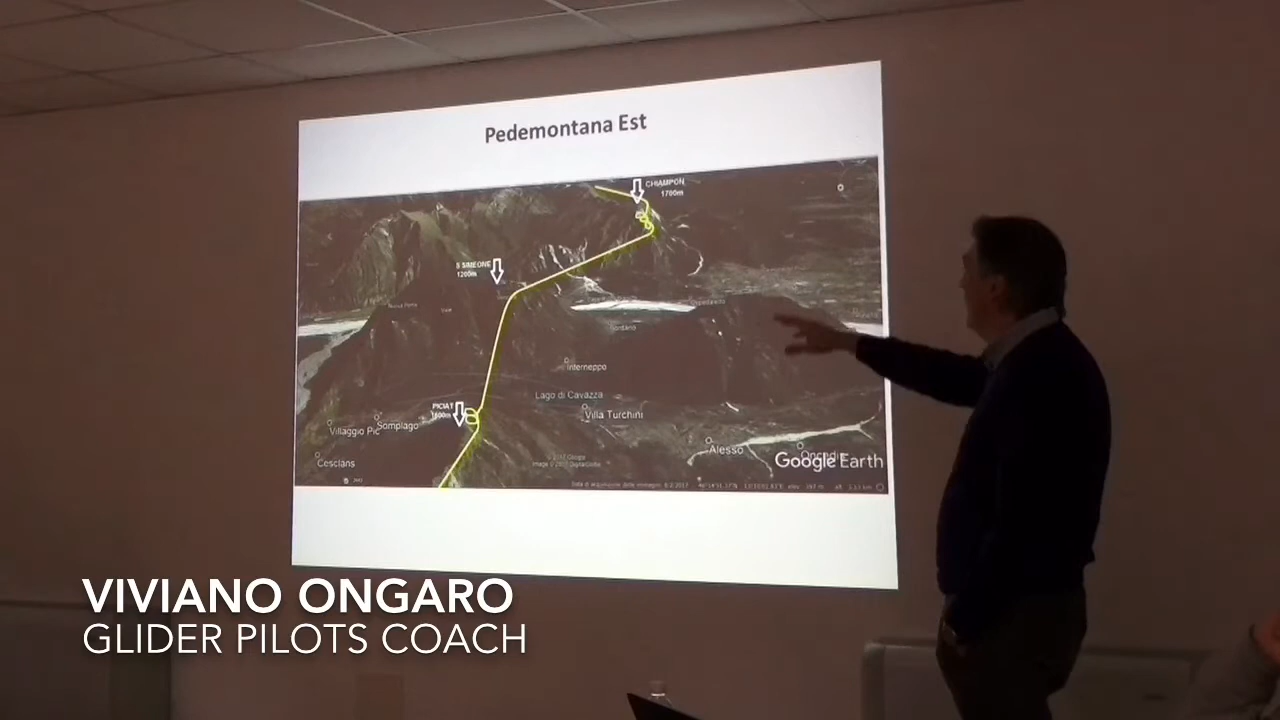 Pedemontana Est
CHIAMPON
1700m
S SIMEONE
1200m
Interneppo
Lago di Cavazza
PICIAT
Villa Turchini
Villaggio Pic
Somplago
Alesso
Cesclans
Google Earth
VIVIANO ONGARO
GLIDER PILOTS COACH